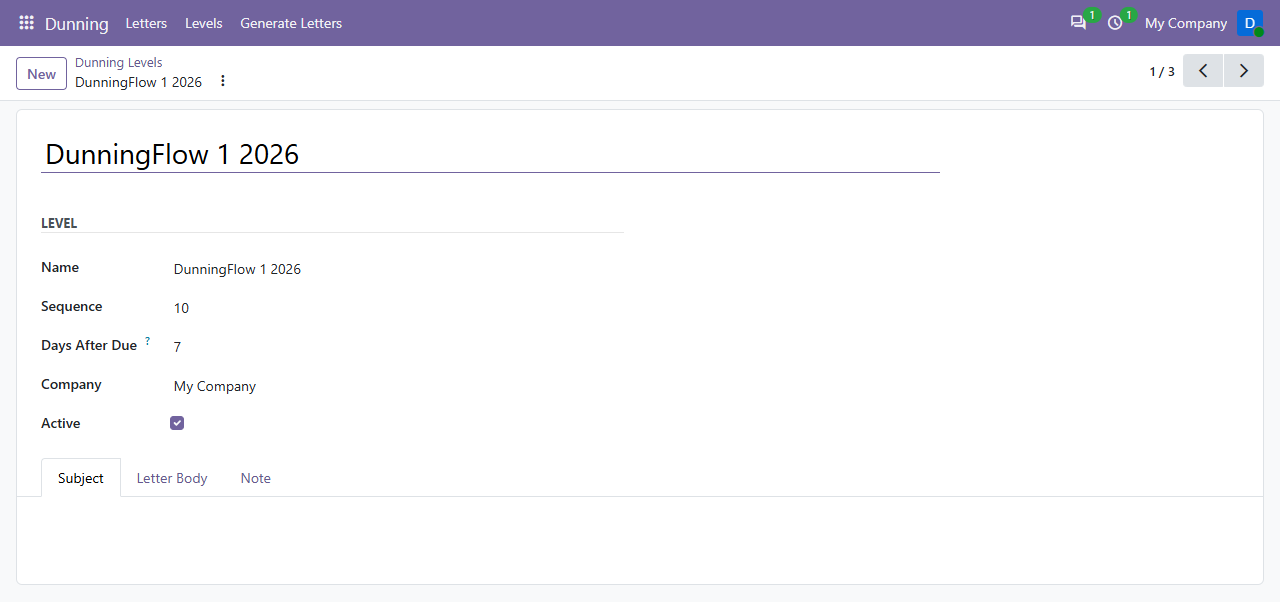 Dunning Letters Levels Generate Letters 1 1 My Company D
New Dunning Levels
DunningFlow 1 2026
1 / 3
DunningFlow 1 2026
LEVEL
Name DunningFlow 1 2026
Sequence 10
Days After Due ? 7
Company My Company
Active
Subject Letter Body Note